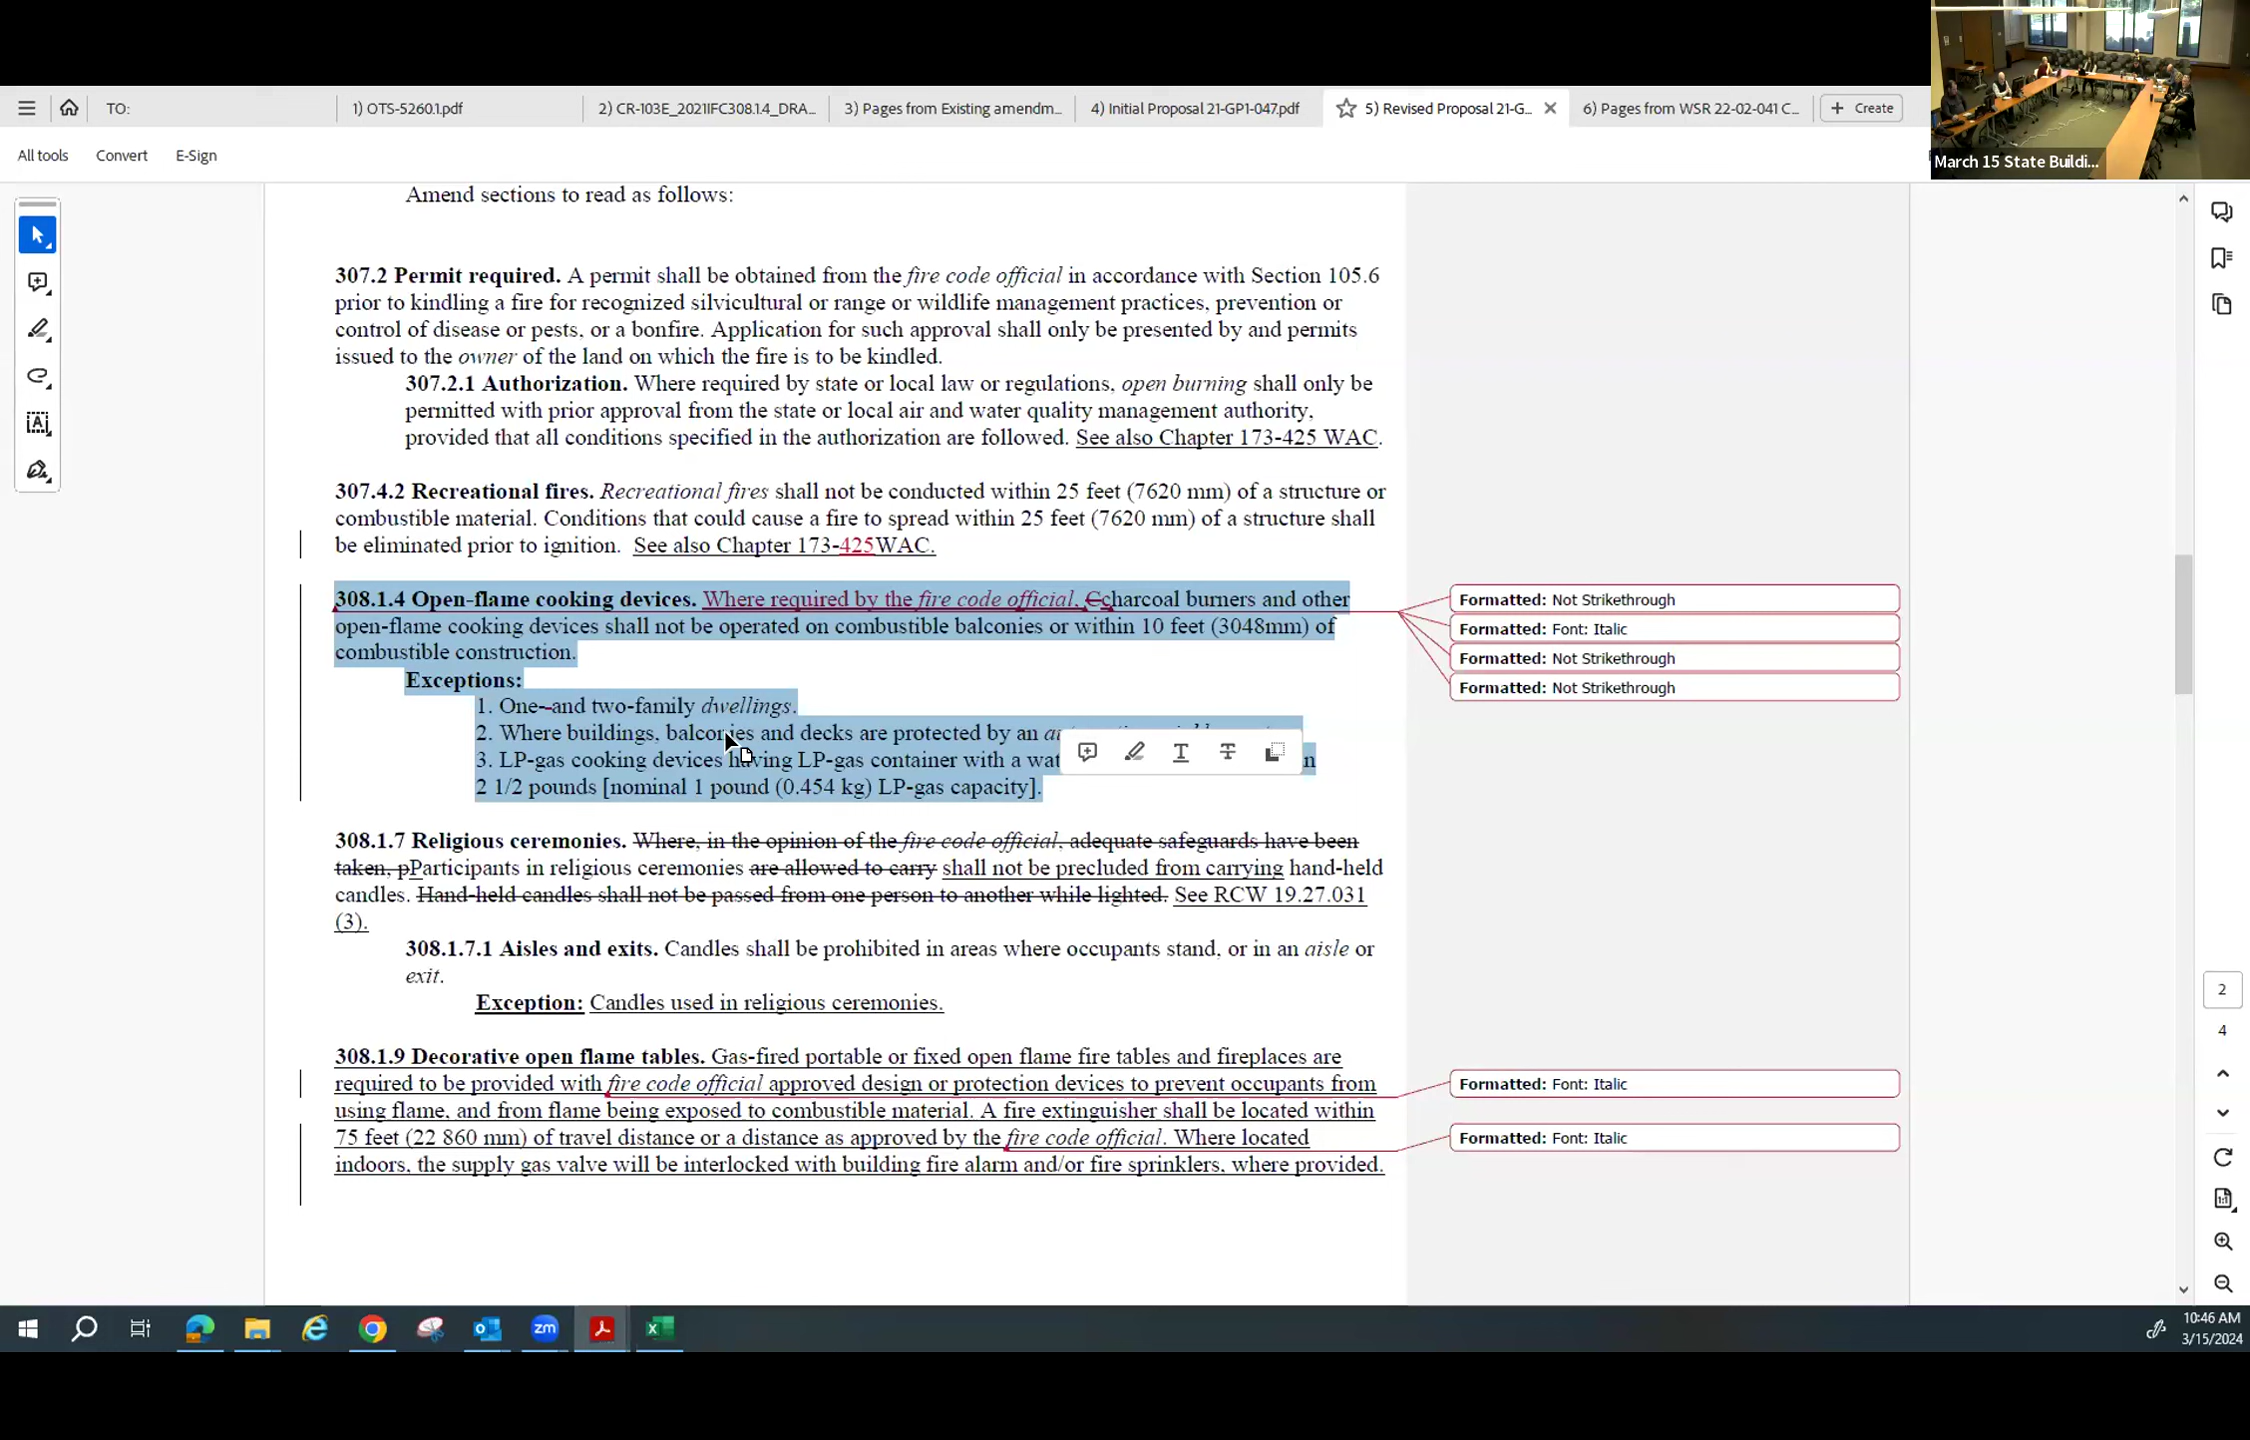 TO:
1) OTS-5260.1.pdf
2) CR-103E_2021IFC308.1.4_DRA...
3) Pages from Existing amendm...
4) Initial Proposal 21-GP1-047.pdf
5) Revised Proposal 21-G...
6) Pages from WSR 22-02-041 C...
Create
March 15 State Buildi...
All tools
Convert
E-Sign
Amend sections to read as follows:
307.2 Permit required. A permit shall be obtained from the fire code official in accordance with Section 105.6
prior to kindling a fire for recognized silvicultural or range or wildlife management practices, prevention or
control of disease or pests, or a bonfire. Application for such approval shall only be presented by and permits
issued to the owner of the land on which the fire is to be kindled.
307.2.1 Authorization. Where required by state or local law or regulations, open burning shall only be
permitted with prior approval from the state or local air and water quality management authority,
provided that all conditions specified in the authorization are followed. See also Chapter 173-425 WAC.
307.4.2 Recreational fires. Recreational fires shall not be conducted within 25 feet (7620 mm) of a structure or
combustible material. Conditions that could cause a fire to spread within 25 feet (7620 mm) of a structure shall
be eliminated prior to ignition. See also Chapter 173-425WAC.
308.1.4 Open-flame cooking devices. Where required by the fire code official, Ccharcoal burners and other
open-flame cooking devices shall not be operated on combustible balconies or within 10 feet (3048mm) of
combustible construction.
Exceptions:
1. One- and two-family dwellings.
2. Where buildings, balconies and decks are protected by an
3. LP-gas cooking devices having LP-gas container with a
2 1/2 pounds [nominal 1 pound (0.454 kg) LP-gas capacity].
308.1.7 Religious ceremonies. Where, in the opinion of the fire code official, adequate safeguards have been
taken, pParticipants in religious ceremonies are allowed to carry shall not be precluded from carrying hand-held
candles. Hand-held candles shall not be passed from one person to another while lighted. See RCW 19.27.031
(3).
308.1.7.1 Aisles and exits. Candles shall be prohibited in areas where occupants stand, or in an aisle or
exit.
Exception: Candles used in religious ceremonies.
308.1.9 Decorative open flame tables. Gas-fired portable or fixed open flame fire tables and fireplaces are
required to be provided with fire code official approved design or protection devices to prevent occupants from
using flame, and from flame being exposed to combustible material. A fire extinguisher shall be located within
75 feet (22 860 mm) of travel distance or a distance as approved by the fire code official. Where located
indoors, the supply gas valve will be interlocked with building fire alarm and/or fire sprinklers, where provided.
Formatted: Not Strikethrough
Formatted: Font: Italic
Formatted: Not Strikethrough
Formatted: Not Strikethrough
Formatted: Font: Italic
Formatted: Font: Italic
2
4
10:46 AM
3/15/2024